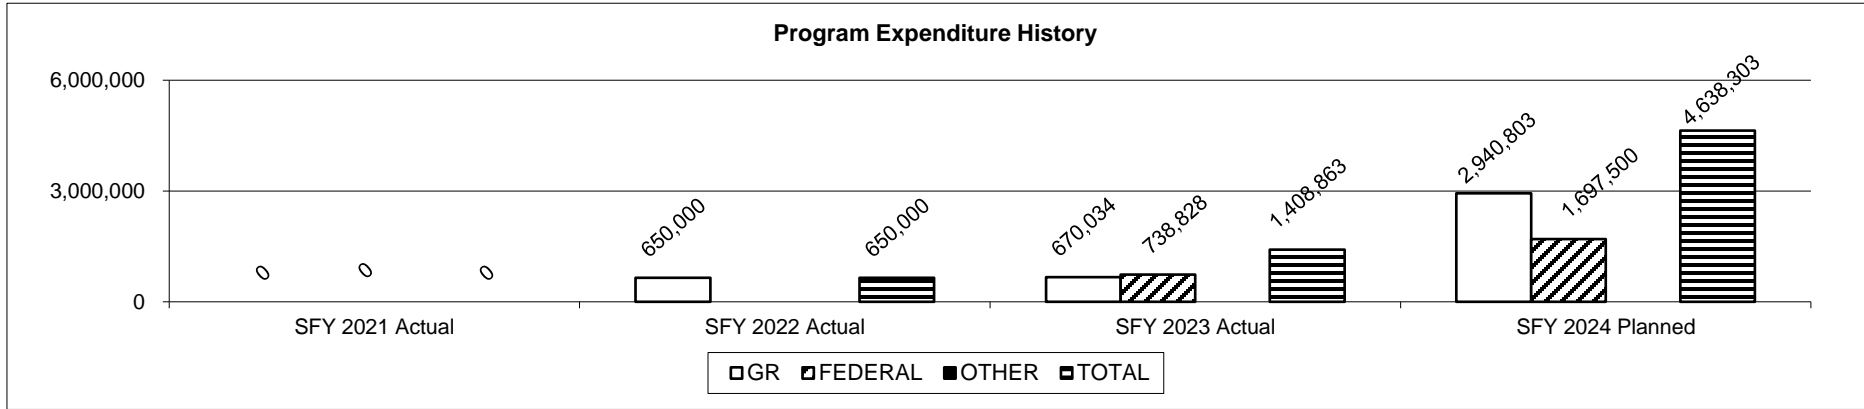 Program Expenditure History
6,000,000
3,000,000
0
0
0
0
650,000
650,000
670,034
738,828
1,408,863
2,940,803
1,697,500
4,638,303
SFY 2021 Actual
SFY 2022 Actual
SFY 2023 Actual
SFY 2024 Planned
GR FEDERAL OTHER TOTAL